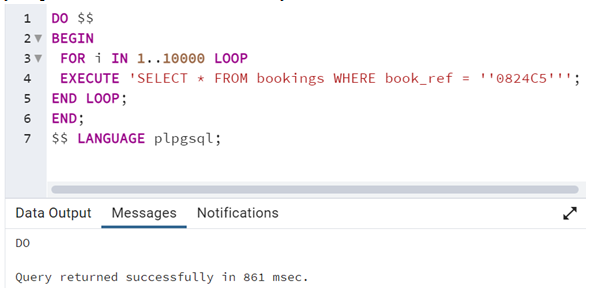 1 DO $$
2 BEGIN
3 FOR i IN 1..10000 LOOP
4 EXECUTE 'SELECT * FROM bookings WHERE book_ref = ''0824C5''';
5 END LOOP;
6 END;
7 $$ LANGUAGE plpgsql;
Data Output Messages Notifications
DO
Query returned successfully in 861 msec.